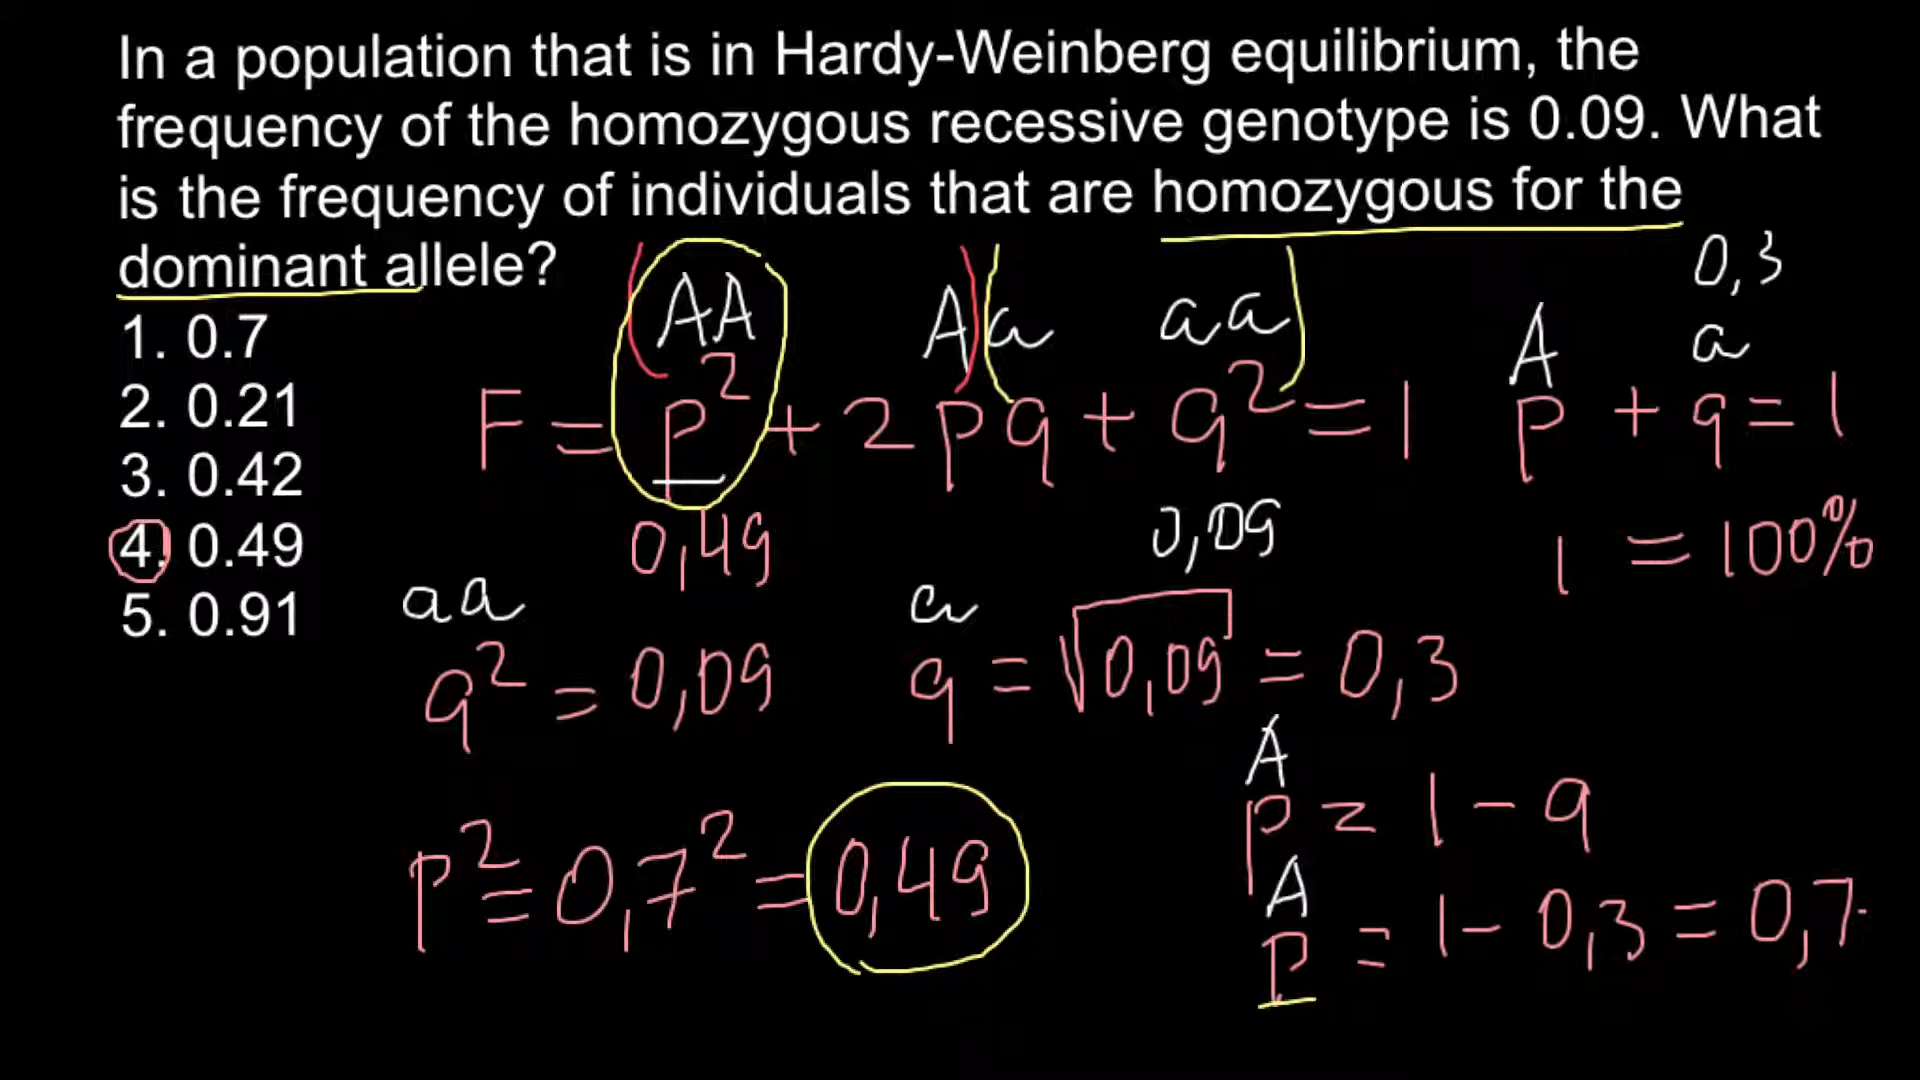 In a population that is in Hardy-Weinberg equilibrium, the
frequency of the homozygous recessive genotype is 0.09. What
is the frequency of individuals that are homozygous for the
dominant allele?
1. 0.7
2. 0.21
3. 0.42
4. 0.49
5. 0.91
AA Aa aa
F = p² + 2pq + q² = 1
0,49
0,09
0,3
A a
p + q = 1
1 = 100%
aa
q² = 0,09
a
q = √0,09 = 0,3
A
p = 1 - q
A
p = 1 - 0,3 = 0,7
p² = 0,7² = 0,49